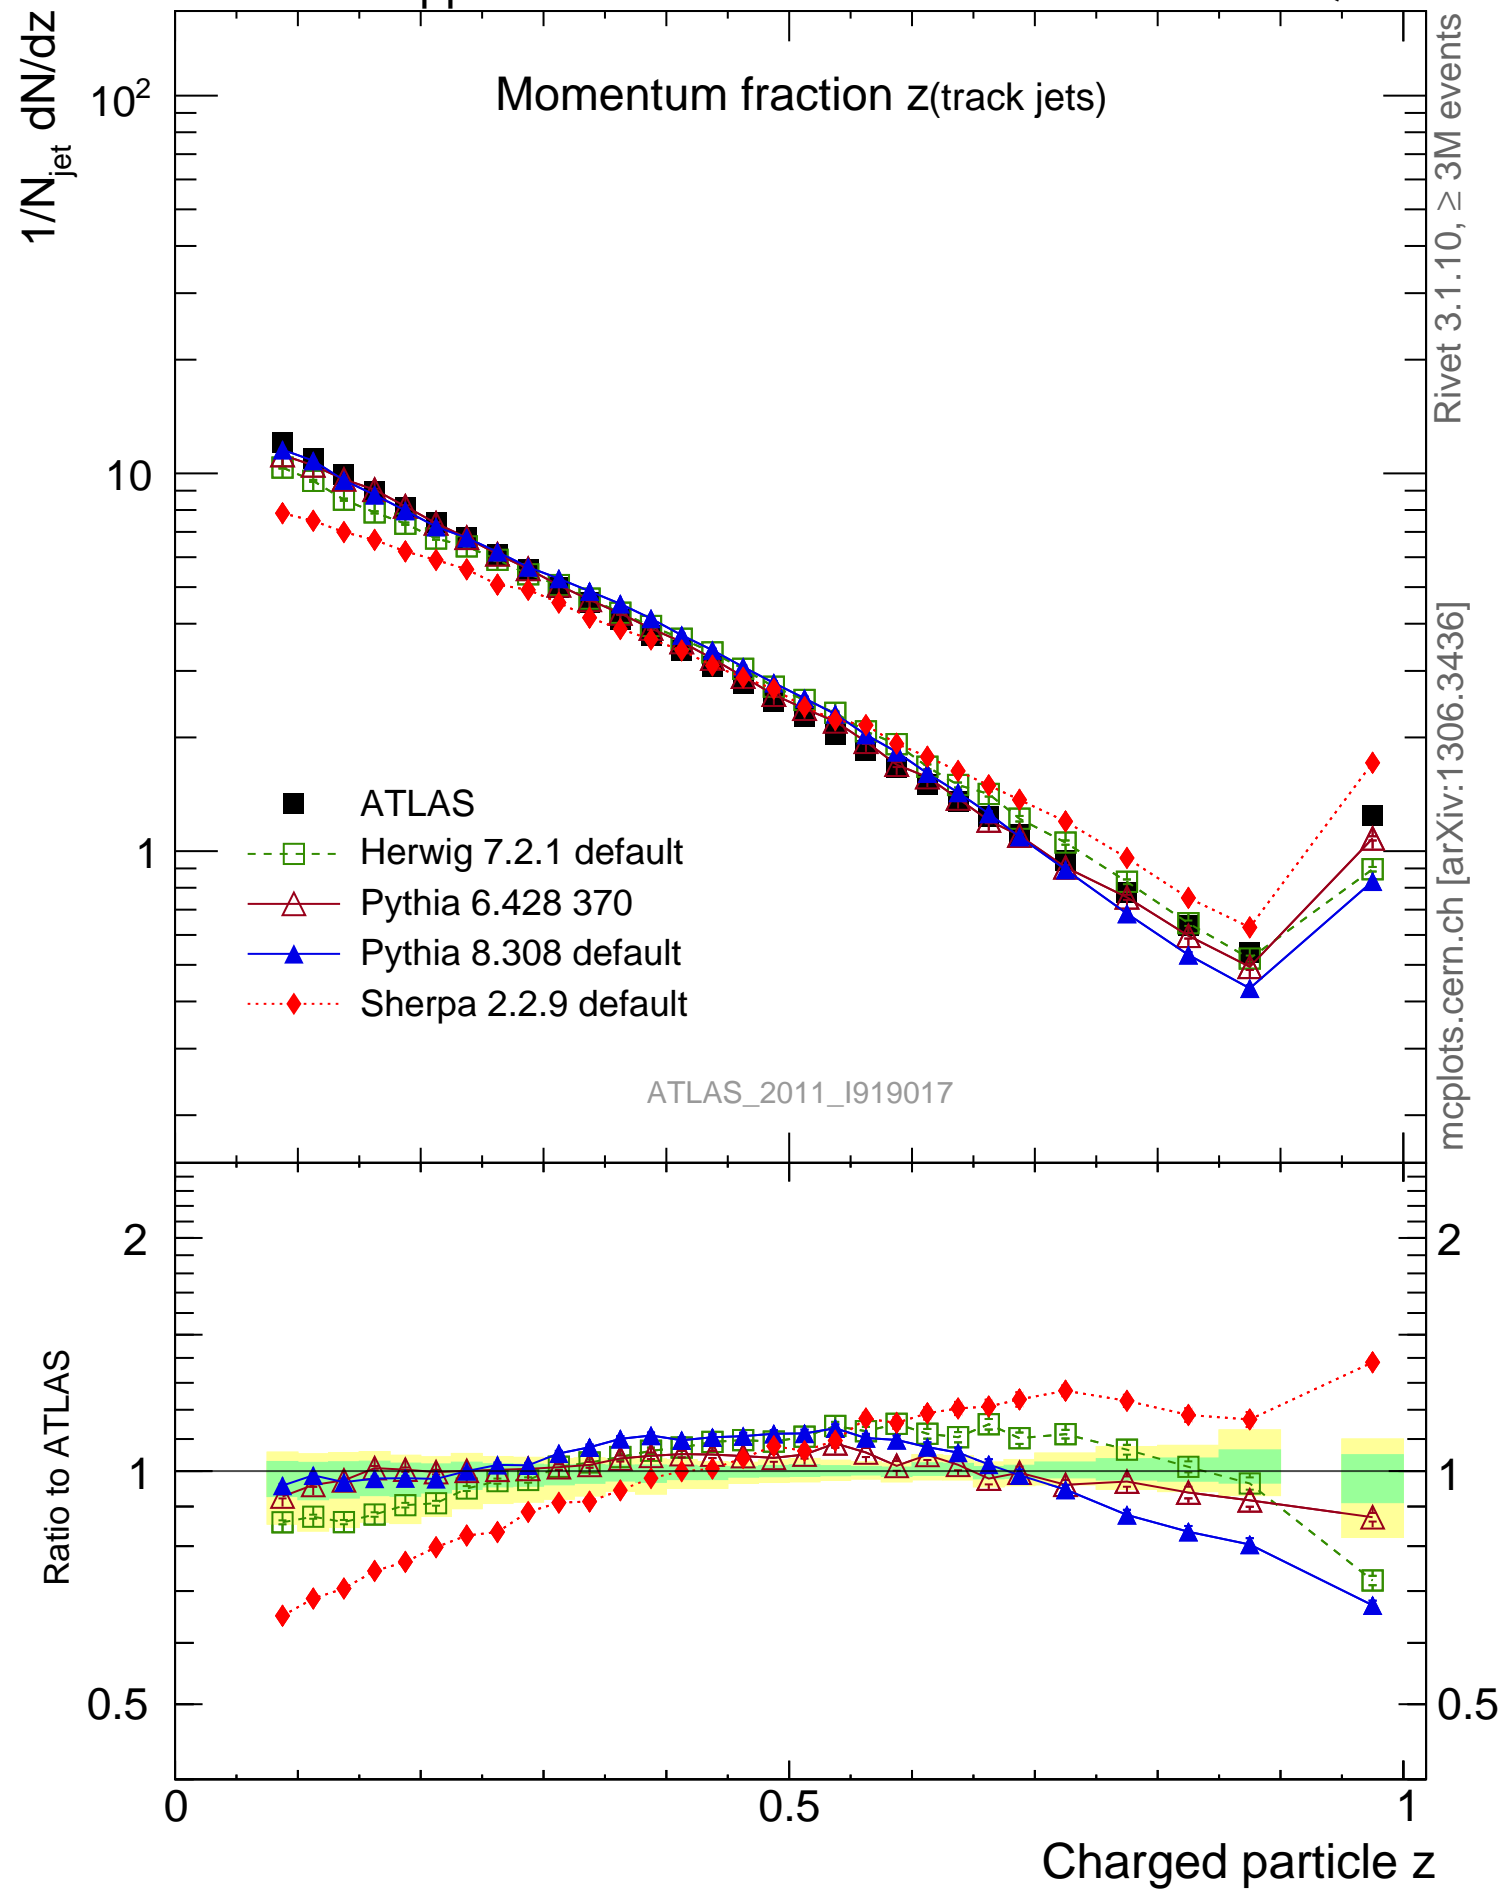 1/N_jet dN/dz
Momentum fraction z(track jets)
10²
10
1
ATLAS
Herwig 7.2.1 default
Pythia 6.428 370
Pythia 8.308 default
Sherpa 2.2.9 default
ATLAS_2011_I919017
Rivet 3.1.10, ≥ 3M events
mcplots.cern.ch [arXiv:1306.3436]
Ratio to ATLAS
2
1
0.5
2
1
0.5
0
0.5
1
Charged particle z